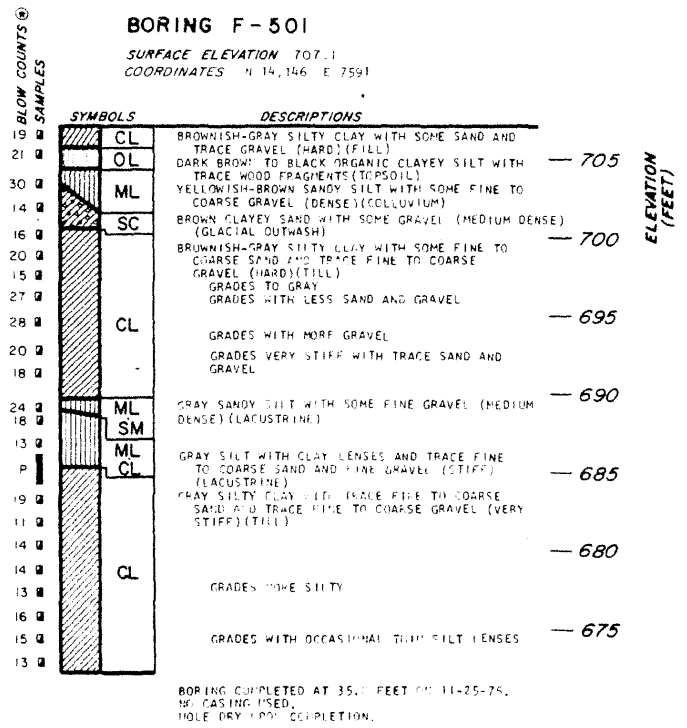 BORING F-501
SURFACE ELEVATION 707.1
COORDINATES N 14,146 E 7591
BLOW COUNTS
SAMPLES
SYMBOLS
DESCRIPTIONS
ELEVATION
(FEET)
19
CL
BROWNISH-GRAY SILTY CLAY WITH SOME SAND AND
TRACE GRAVEL (HARD)(FILL)
21
OL
DARK BROWN TO BLACK ORGANIC CLAYEY SILT WITH
TRACE WOOD FRAGMENTS(TOPSOIL)
— 705
30
ML
YELLOWISH-BROWN SANDY SILT WITH SOME FINE TO
COARSE GRAVEL (DENSE)(COLLUVIUM)
14
SC
BROWN CLAYEY SAND WITH SOME GRAVEL (MEDIUM DENSE)
(GLACIAL OUTWASH)
— 700
16
BROWNISH-GRAY SILTY CLAY WITH SOME FINE TO
COARSE SAND AND TRACE FINE TO COARSE
GRAVEL (HARD)(TILL)
20
15
GRADES TO GRAY
27
GRADES WITH LESS SAND AND GRAVEL
— 695
28
CL
GRADES WITH MORE GRAVEL
20
GRADES VERY STIFF WITH TRACE SAND AND
GRAVEL
18
— 690
24
ML
GRAY SANDY SILT WITH SOME FINE GRAVEL (MEDIUM
DENSE)(LACUSTRINE)
18
SM
13
ML
GRAY SILT WITH CLAY LENSES AND TRACE FINE
TO COARSE SAND AND FINE GRAVEL (STIFF)
(LACUSTRINE)
P
CL
— 685
19
GRAY SILTY CLAY WITH TRACE FINE TO COARSE
SAND AND TRACE FINE TO COARSE GRAVEL (VERY
STIFF)(TILL)
11
14
— 680
14
CL
13
GRADES MORE SILTY
16
15
GRADES WITH OCCASIONAL THIN SILT LENSES
— 675
13
BORING COMPLETED AT 35. FEET ON 11-25-75.
NO CASING USED.
HOLE DRY UPON COMPLETION.